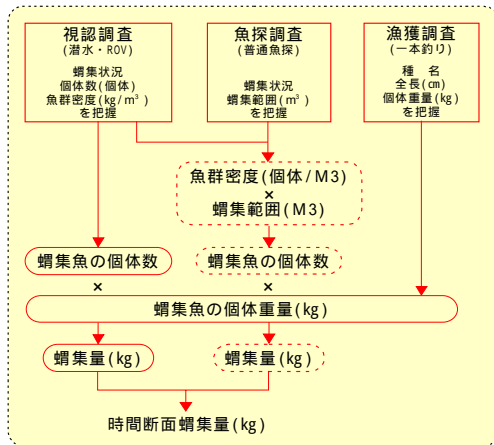 視認調査
(潜水・ROV)
蝟集状況
個体数(個体)
魚群密度(kg/m³)
を把握
魚探調査
(普通魚探)
蝟集状況
蝟集範囲(m³)
を把握
漁獲調査
(一本釣り)
種 名
全長(㎝)
個体重量(kg)
を把握
魚群密度(個体/M3)
×
蝟集範囲(M3)
蝟集魚の個体数
蝟集魚の個体数
×
×
蝟集魚の個体重量(kg)
蝟集量(kg)
蝟集量(kg)
時間断面蝟集量(kg)